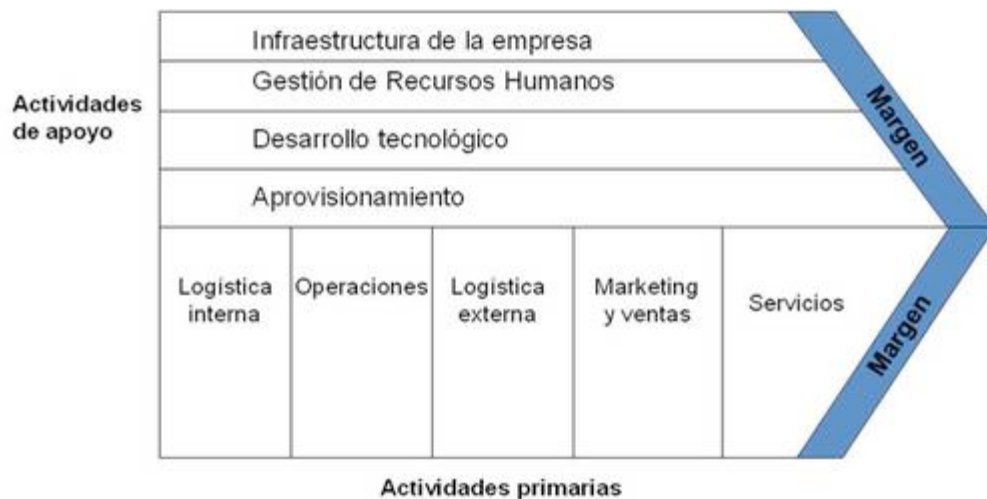 Infraestructura de la empresa
Gestión de Recursos Humanos
Actividades
de apoyo
Desarrollo tecnológico
Aprovisionamiento
Margen
Logística
interna
Operaciones
Logística
externa
Marketing
y ventas
Servicios
Margen
Actividades primarias